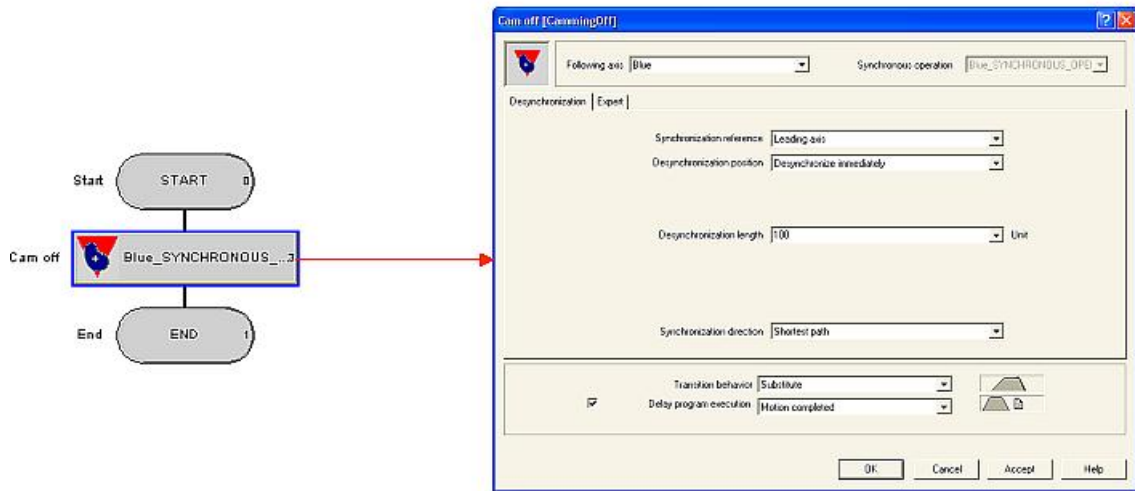 Cam off [CammingOff]
Following axis Blue Synchronous operation Blue_SYNCHRONOUS_OPE
Desynchronization Expert
Synchronization reference Leading axis
Desynchronization position Desynchronize immediately
Desynchronization length 100 Unit
Synchronization direction Shortest path
Transition behavior Substitute
Delay program execution Motion completed
OK Cancel Accept Help
Start START 0
Cam off Blue_SYNCHRONOUS_...3
End END 1